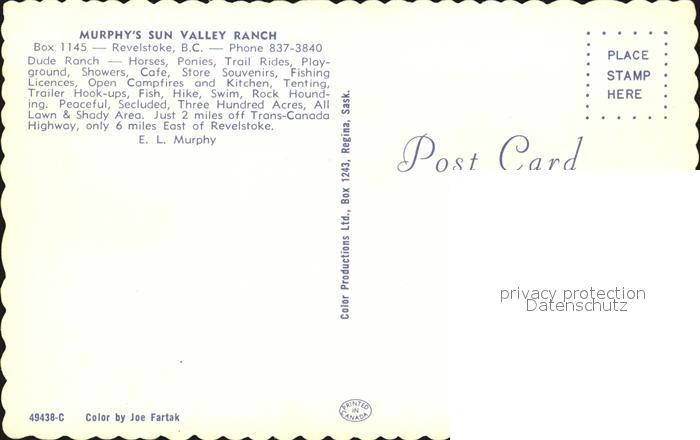 MURPHY'S SUN VALLEY RANCH
Box 1145 — Revelstoke, B.C. — Phone 837-3840
Dude Ranch — Horses, Ponies, Trail Rides, Play-
ground, Showers, Cafe, Store Souvenirs, Fishing
Licences, Open Campfires and Kitchen, Tenting,
Trailer Hook-ups, Fish, Hike, Swim, Rock Hound-
ing. Peaceful, Secluded, Three Hundred Acres, All
Lawn & Shady Area. Just 2 miles off Trans-Canada
Highway, only 6 miles East of Revelstoke.
E. L. Murphy
Color Productions Ltd., Box 1243, Regina, Sask.
PLACE
STAMP
HERE
Post Card
privacy protection
Datenschutz
49438-C Color by Joe Fartak
PRINTED
IN
CANADA